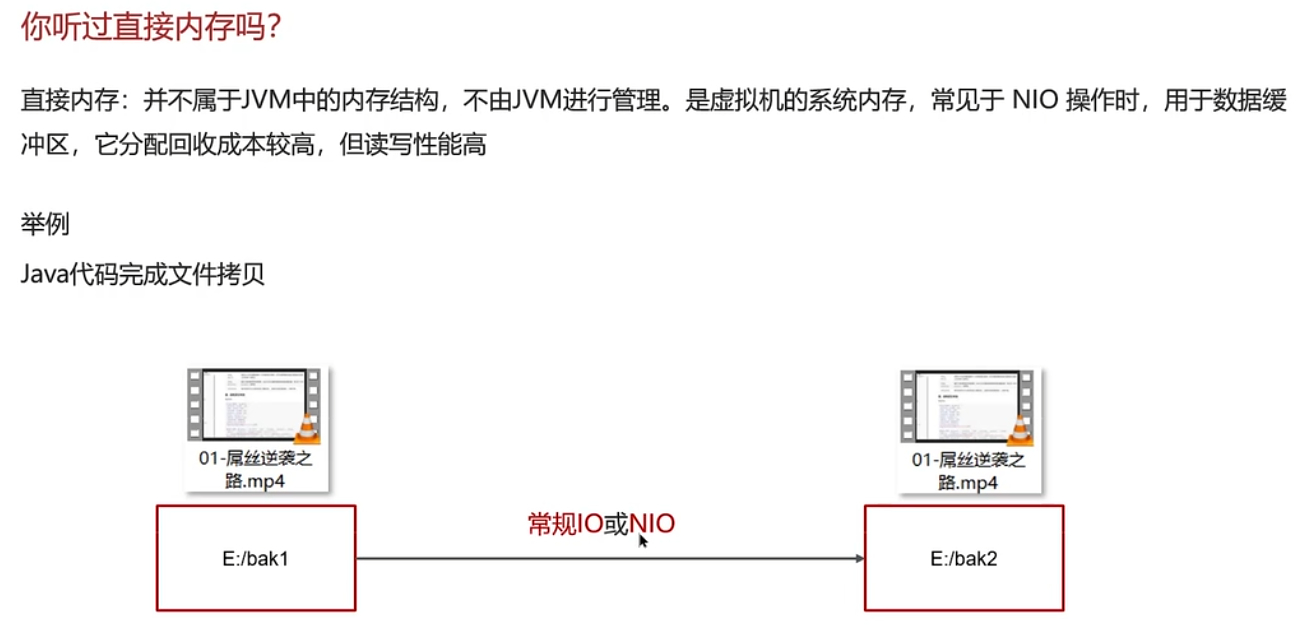 你听过直接内存吗？
直接内存：并不属于JVM中的内存结构，不由JVM进行管理。是虚拟机的系统内存，常见于 NIO 操作时，用于数据缓
冲区，它分配回收成本较高，但读写性能高
举例
Java代码完成文件拷贝
01-屌丝逆袭之
路.mp4
01-屌丝逆袭之
路.mp4
常规IO或NIO
E:/bak1
E:/bak2